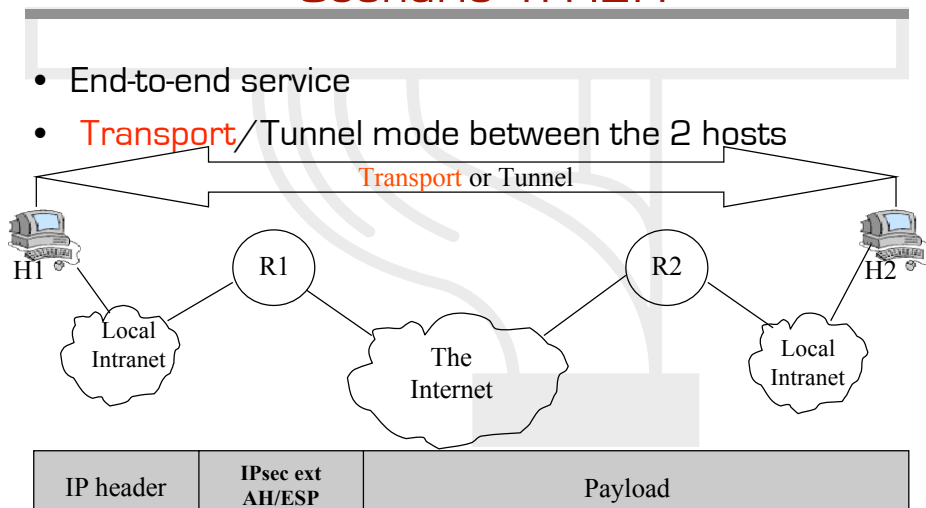 • End-to-end service
• Transport/Tunnel mode between the 2 hosts
Transport or Tunnel
H1
R1
R2
H2
Local
Intranet
The
Internet
Local
Intranet
IP header
IPsec ext
AH/ESP
Payload